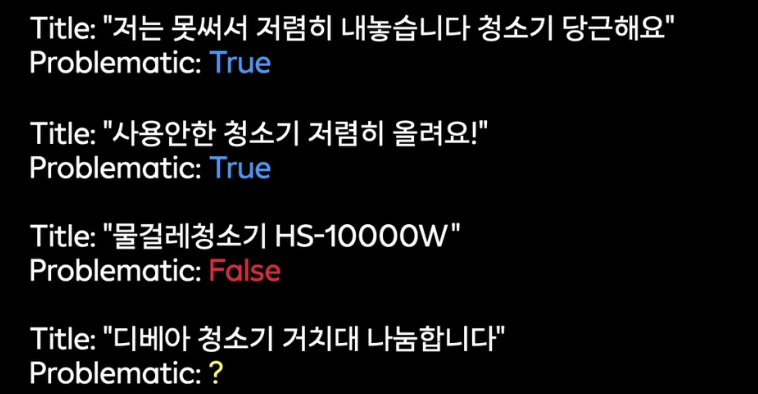 Title: "저는 못써서 저렴히 내놓습니다 청소기 당근해요"
Problematic: True
Title: "사용안한 청소기 저렴히 올려요!"
Problematic: True
Title: "물걸레청소기 HS-10000W"
Problematic: False
Title: "디베아 청소기 거치대 나눔합니다"
Problematic: ?